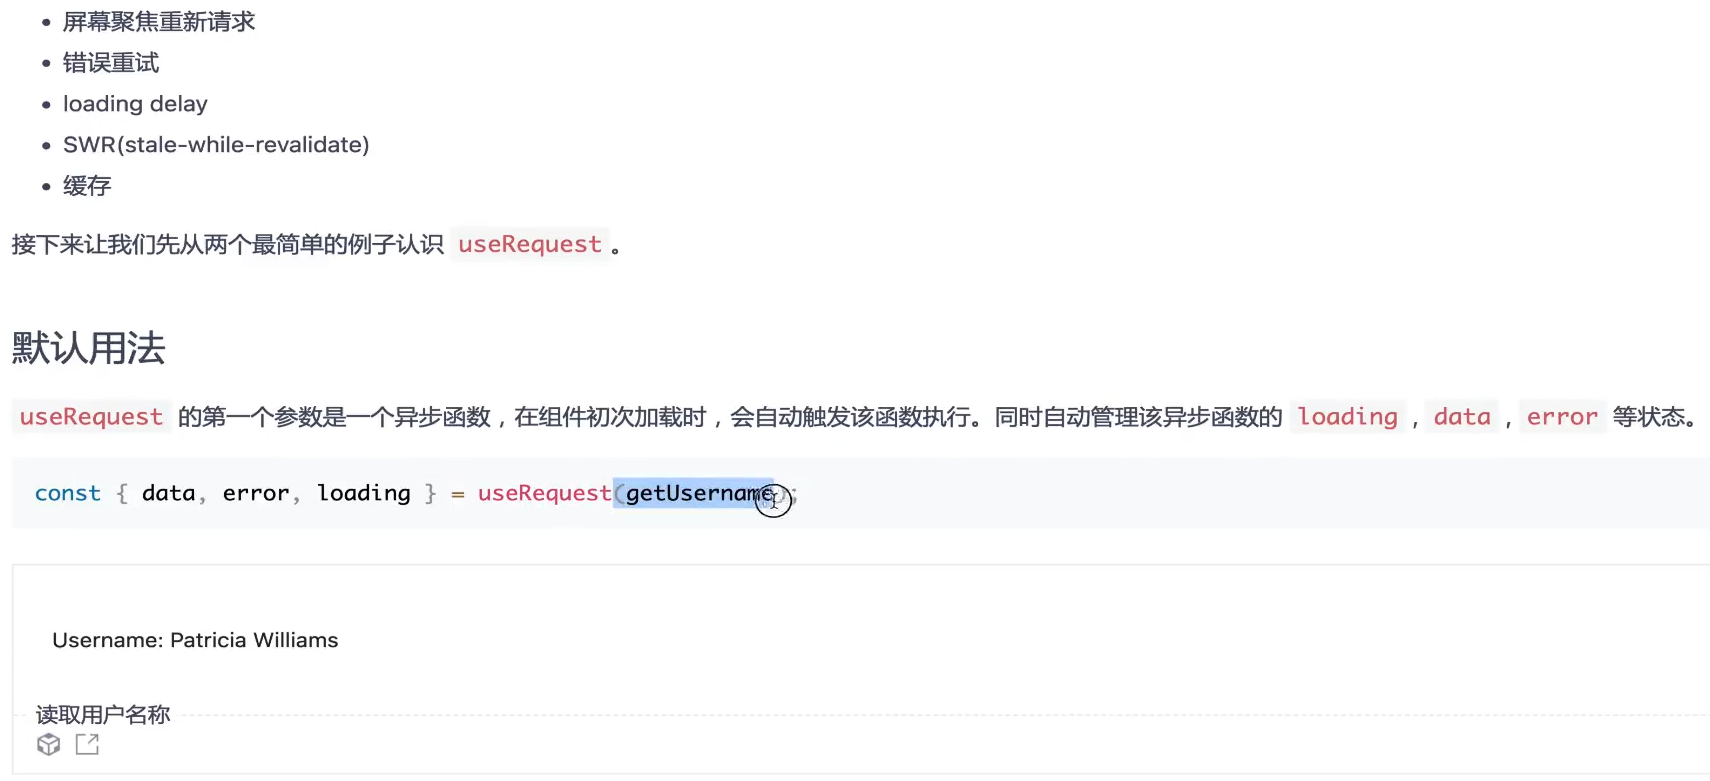 屏幕聚焦重新请求
错误重试
loading delay
SWR(stale-while-revalidate)
缓存
接下来让我们先从两个最简单的例子认识 useRequest 。
默认用法
useRequest 的第一个参数是一个异步函数，在组件初次加载时，会自动触发该函数执行。同时自动管理该异步函数的 loading , data , error 等状态。
const { data, error, loading } = useRequest(getUsername);
Username: Patricia Williams
读取用户名称